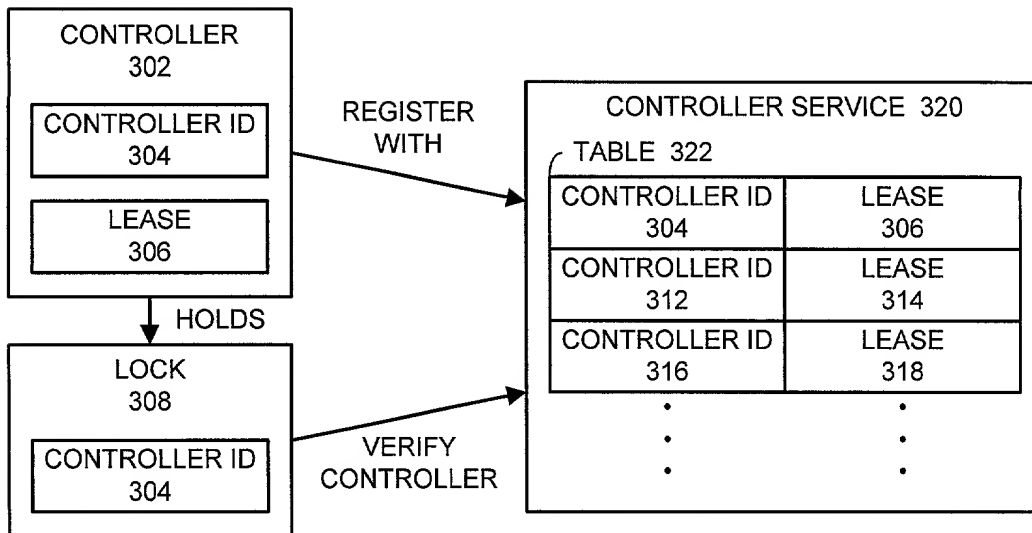 CONTROLLER
302
CONTROLLER ID
304
LEASE
306
HOLDS
LOCK
308
CONTROLLER ID
304
REGISTER
WITH
VERIFY
CONTROLLER
CONTROLLER SERVICE 320
TABLE 322
CONTROLLER ID
304
LEASE
306
CONTROLLER ID
312
LEASE
314
CONTROLLER ID
316
LEASE
318